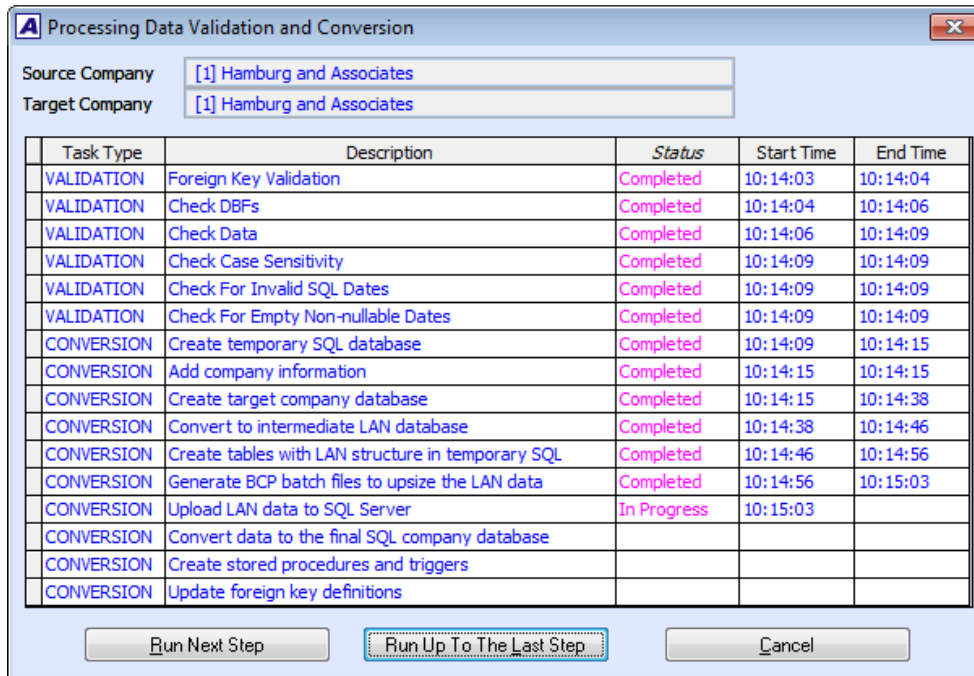 A Processing Data Validation and Conversion
Source Company [1] Hamburg and Associates
Target Company [1] Hamburg and Associates
Task Type Description Status Start Time End Time
VALIDATION Foreign Key Validation Completed 10:14:03 10:14:04
VALIDATION Check DBFs Completed 10:14:04 10:14:06
VALIDATION Check Data Completed 10:14:06 10:14:09
VALIDATION Check Case Sensitivity Completed 10:14:09 10:14:09
VALIDATION Check For Invalid SQL Dates Completed 10:14:09 10:14:09
VALIDATION Check For Empty Non-nullable Dates Completed 10:14:09 10:14:09
CONVERSION Create temporary SQL database Completed 10:14:09 10:14:15
CONVERSION Add company information Completed 10:14:15 10:14:15
CONVERSION Create target company database Completed 10:14:15 10:14:38
CONVERSION Convert to intermediate LAN database Completed 10:14:38 10:14:46
CONVERSION Create tables with LAN structure in temporary SQL Completed 10:14:46 10:14:56
CONVERSION Generate BCP batch files to upsize the LAN data Completed 10:14:56 10:15:03
CONVERSION Upload LAN data to SQL Server In Progress 10:15:03
CONVERSION Convert data to the final SQL company database
CONVERSION Create stored procedures and triggers
CONVERSION Update foreign key definitions
Run Next Step Run Up To The Last Step Cancel